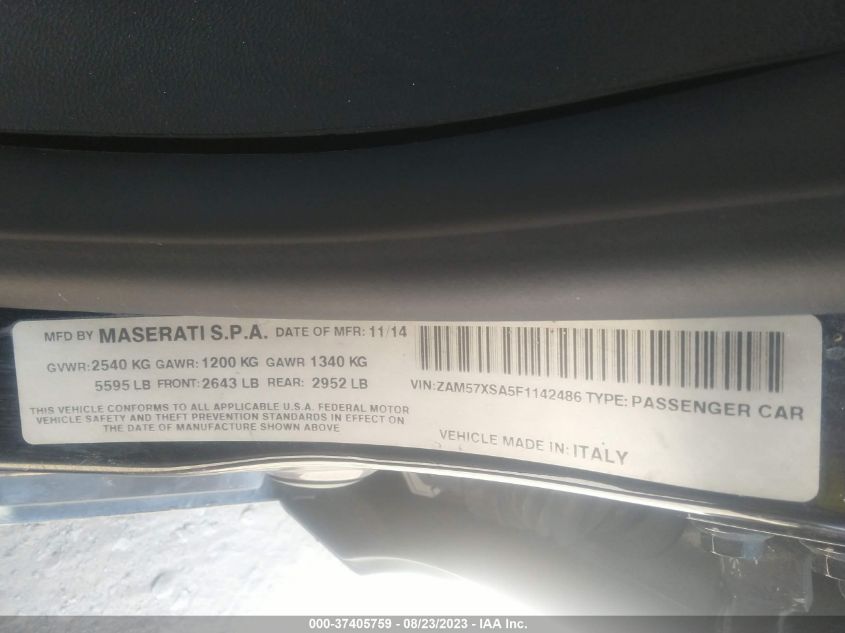 MFD BY MASERATI S.P.A. DATE OF MFR: 11/14
GVWR: 2540 KG GAWR: 1200 KG GAWR 1340 KG
5595 LB FRONT: 2643 LB REAR: 2952 LB
THIS VEHICLE CONFORMS TO ALL APPLICABLE U.S.A. FEDERAL MOTOR
VEHICLE SAFETY AND THEFT PREVENTION STANDARDS IN EFFECT ON
THE DATE OF MANUFACTURE SHOWN ABOVE
VIN: ZAM57XSA5F1142486 TYPE: PASSENGER CAR
VEHICLE MADE IN: ITALY
000-37405759 - 08/23/2023 - IAA Inc.